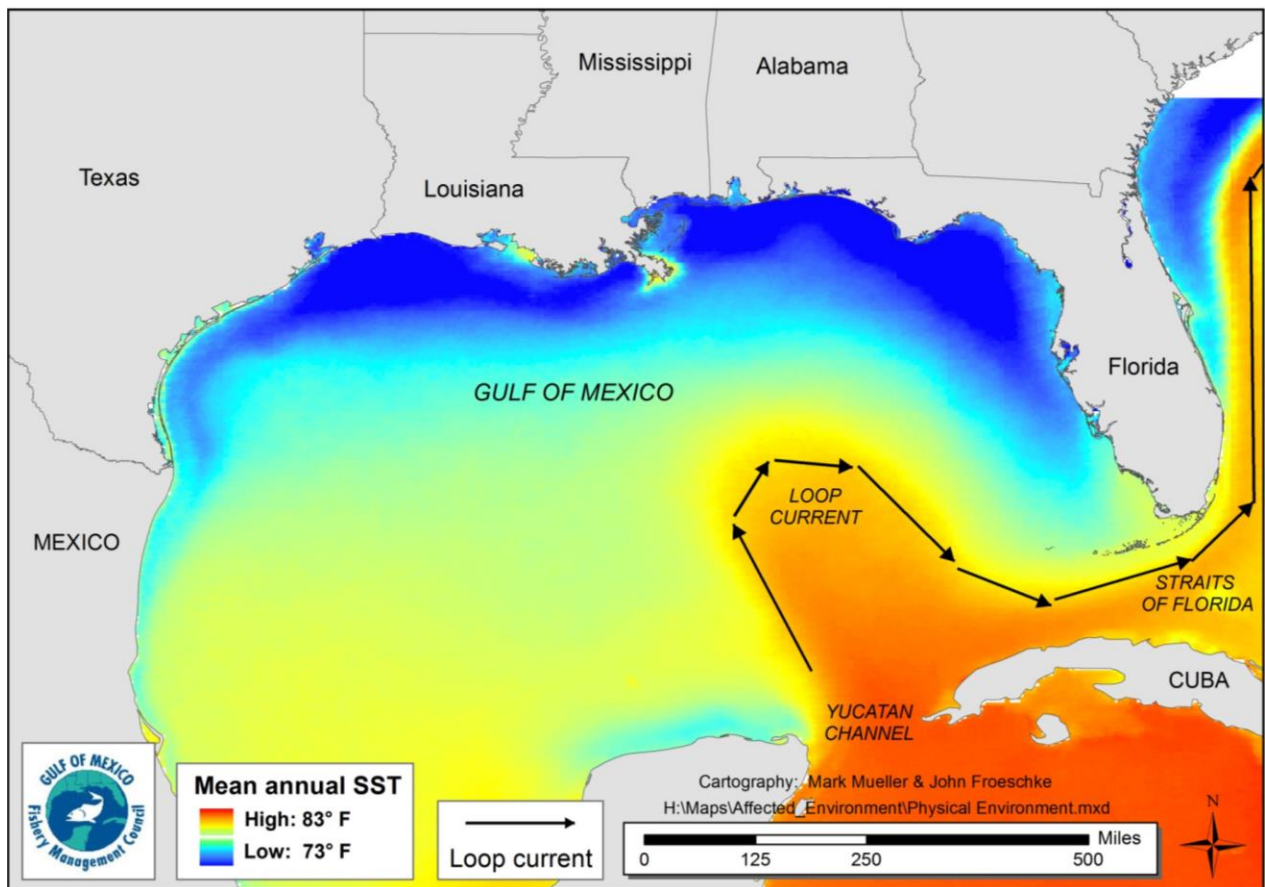 Mississippi
Alabama
Texas
Louisiana
Florida
GULF OF MEXICO
LOOP
CURRENT
MEXICO
STRAITS
OF FLORIDA
CUBA
YUCATAN
CHANNEL
GULF OF MEXICO
Fishery Management Council
Mean annual SST
High: 83° F
Low: 73° F
Loop current
Cartography: Mark Mueller & John Froeschke
H:\Maps\Affected_Environment\Physical Environment.mxd
Miles
0 125 250 500
N